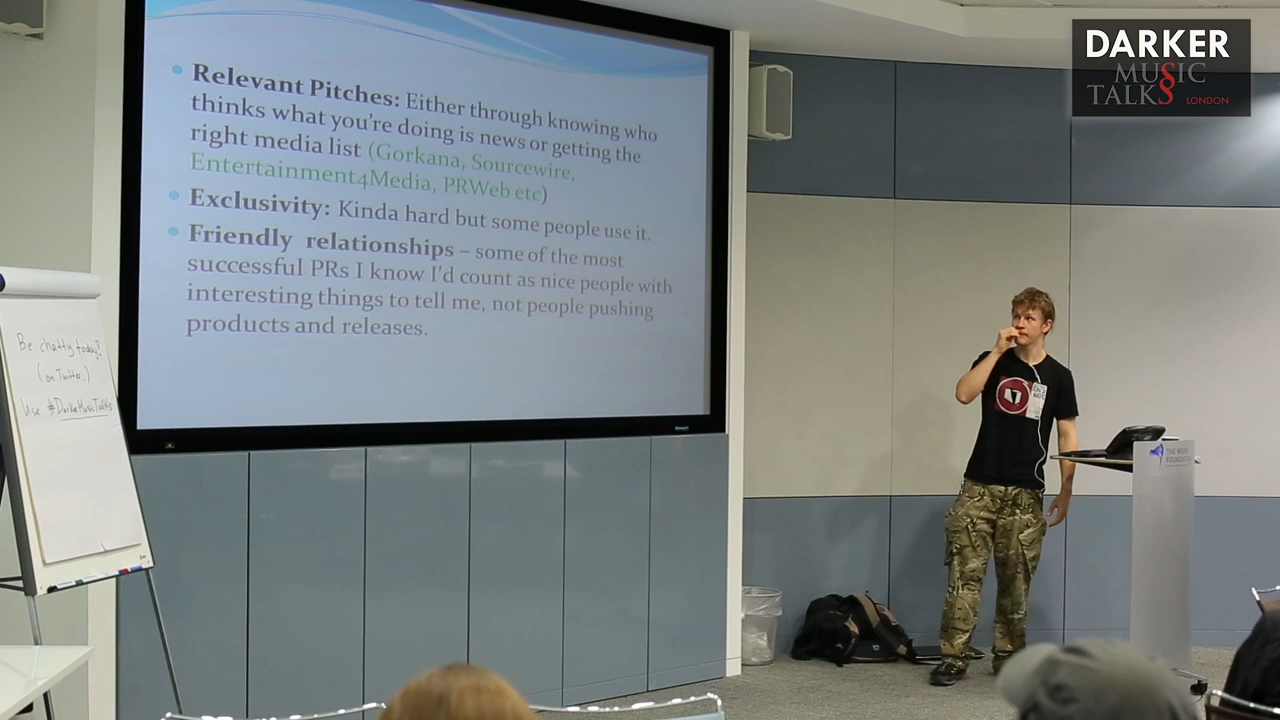 DARKER
MUSIC
TALKS LONDON
Relevant Pitches: Either through knowing who
thinks what you're doing is news or getting the
right media list (Gorkana, Sourcewire,
Entertainment4Media, PRWeb etc)
Exclusivity: Kinda hard but some people use it.
Friendly relationships – some of the most
successful PRs I know I'd count as nice people with
interesting things to tell me, not people pushing
products and releases.
Be chatty today!
(on Twitter)
Use #DarkerMusicTalks
THE WORK
FOUNDATION